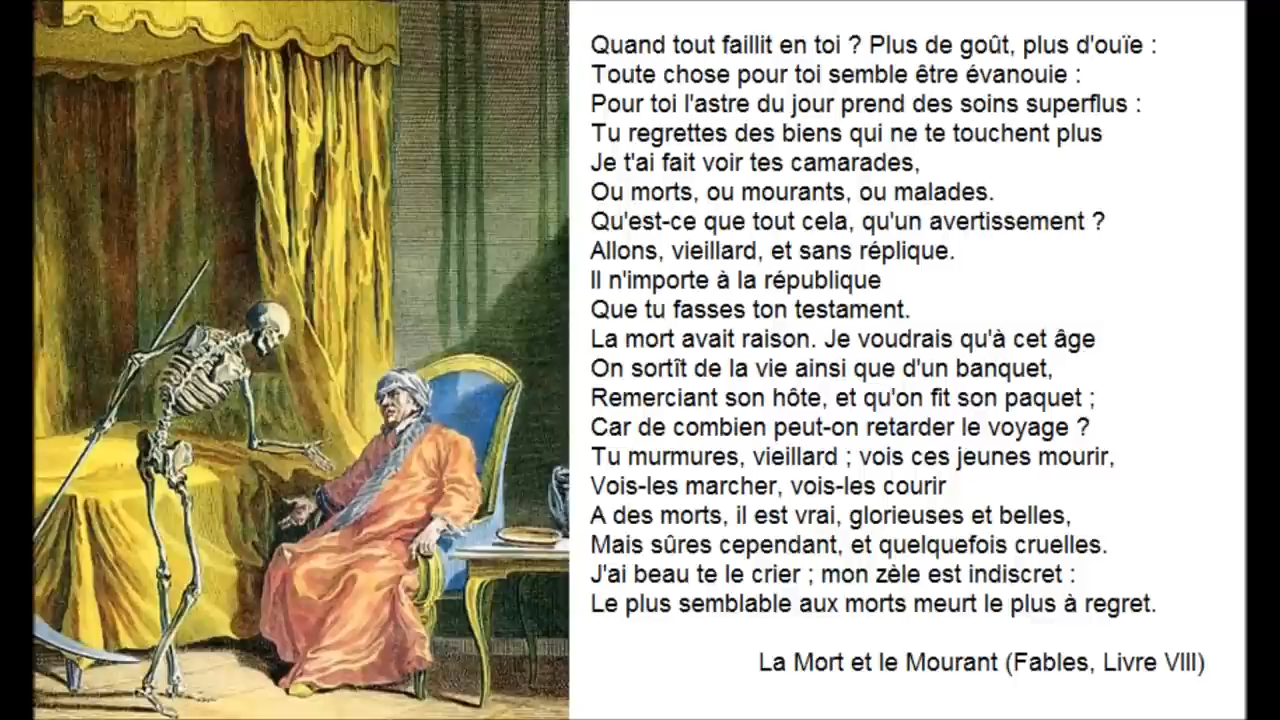 Quand tout faillit en toi ? Plus de goût, plus d'ouïe :
Toute chose pour toi semble être évanouie :
Pour toi l'astre du jour prend des soins superflus :
Tu regrettes des biens qui ne te touchent plus
Je t'ai fait voir tes camarades,
Ou morts, ou mourants, ou malades.
Qu'est-ce que tout cela, qu'un avertissement ?
Allons, vieillard, et sans réplique.
Il n'importe à la république
Que tu fasses ton testament.
La mort avait raison. Je voudrais qu'à cet âge
On sortît de la vie ainsi que d'un banquet,
Remerciant son hôte, et qu'on fit son paquet ;
Car de combien peut-on retarder le voyage ?
Tu murmures, vieillard ; vois ces jeunes mourir,
Vois-les marcher, vois-les courir
A des morts, il est vrai, glorieuses et belles,
Mais sûres cependant, et quelquefois cruelles.
J'ai beau te le crier ; mon zèle est indiscret :
Le plus semblable aux morts meurt le plus à regret.
La Mort et le Mourant (Fables, Livre VIII)